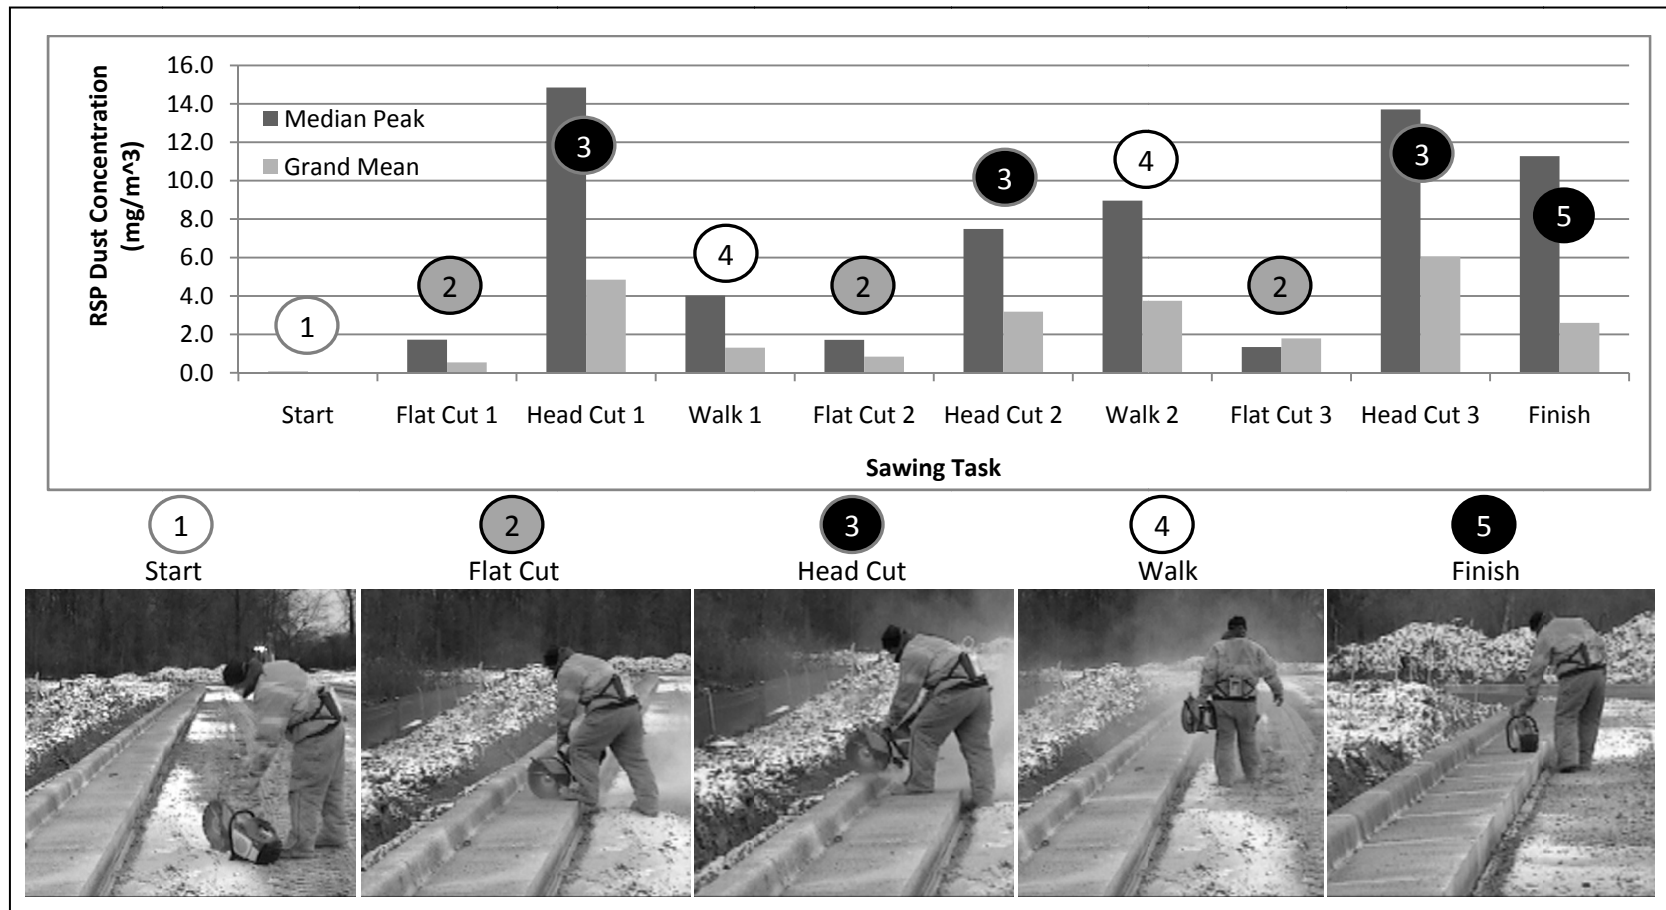 RSP Dust Concentration
(mg/m^3)
16.0
14.0
12.0
10.0
8.0
6.0
4.0
2.0
0.0
Median Peak
Grand Mean
1
2
3
4
2
3
4
2
3
5
Start
Flat Cut 1
Head Cut 1
Walk 1
Flat Cut 2
Head Cut 2
Walk 2
Flat Cut 3
Head Cut 3
Finish
Sawing Task
1
2
3
4
5
Start
Flat Cut
Head Cut
Walk
Finish